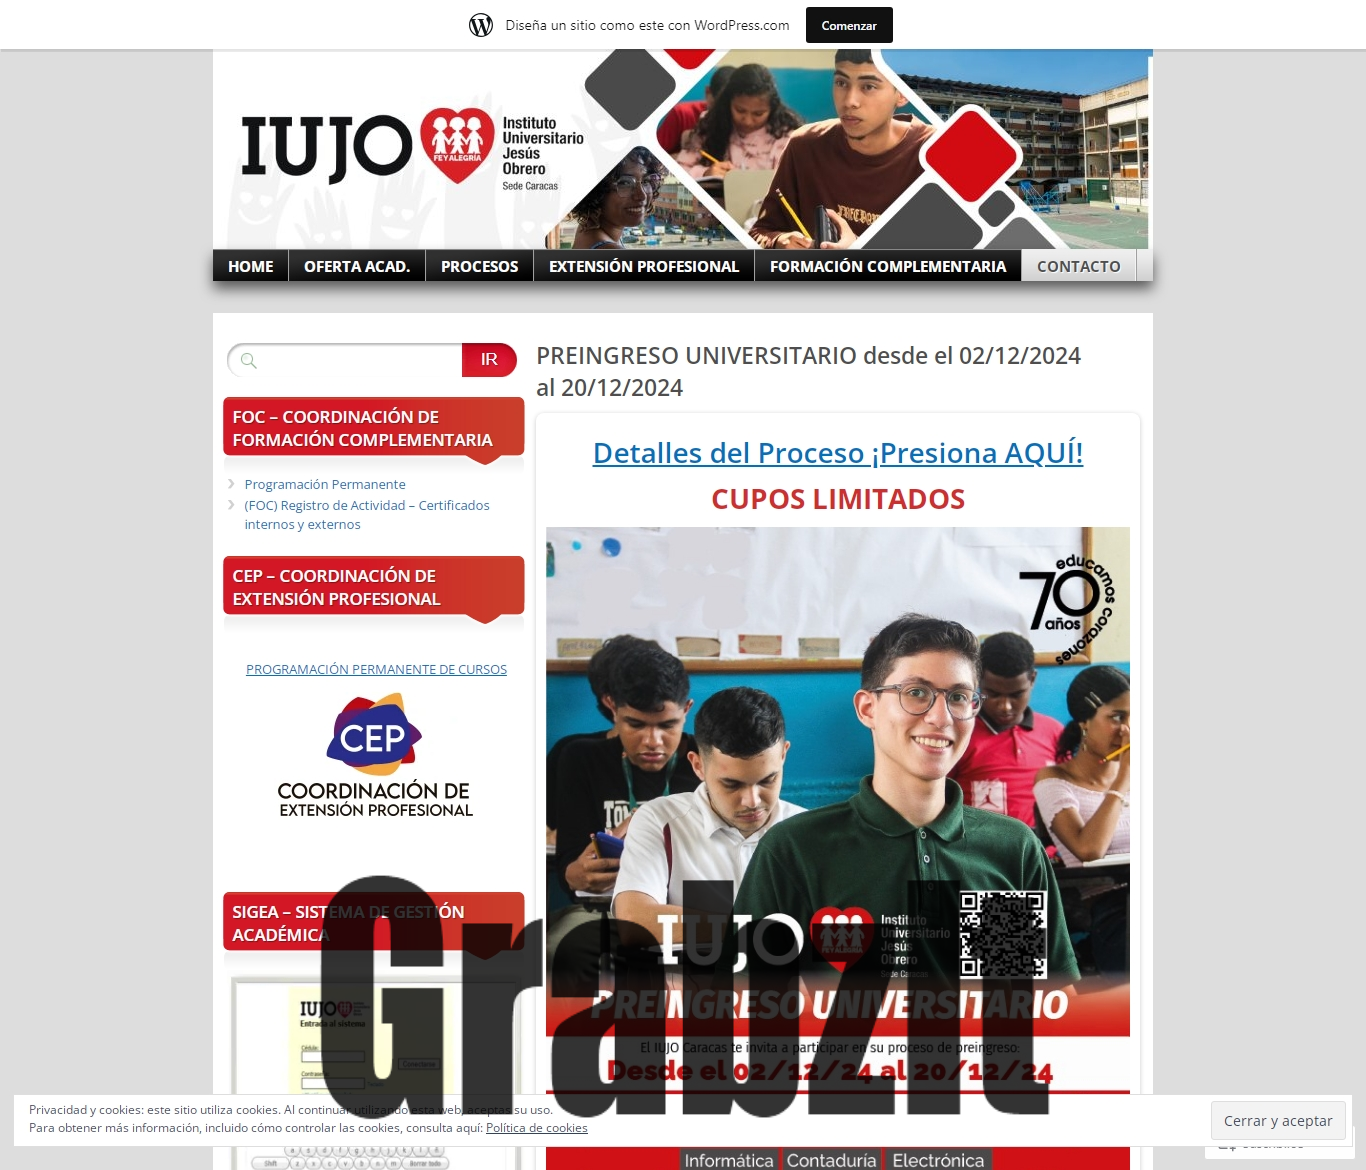 Diseña un sitio como este con WordPress.com
Comenzar
IUJO
FE Y ALEGRÍA
Instituto
Universitario
Jesús
Obrero
Sede Caracas
HOME
OFERTA ACAD.
PROCESOS
EXTENSIÓN PROFESIONAL
FORMACIÓN COMPLEMENTARIA
CONTACTO
IR
FOC – COORDINACIÓN DE
FORMACIÓN COMPLEMENTARIA
Programación Permanente
(FOC) Registro de Actividad – Certificados
internos y externos
CEP – COORDINACIÓN DE
EXTENSIÓN PROFESIONAL
PROGRAMACIÓN PERMANENTE DE CURSOS
CEP
COORDINACIÓN DE
EXTENSIÓN PROFESIONAL
SIGEA – SISTEMA DE GESTIÓN
ACADÉMICA
IUJO
Entrada al sistema
Cédula:
Contraseña:
Shift
z
x
c
v
b
n
m
Borrar todo
PREINGRESO UNIVERSITARIO desde el 02/12/2024
al 20/12/2024
Detalles del Proceso ¡Presiona AQUÍ!
CUPOS LIMITADOS
70
años
educamos corazones
IUJO
FE Y ALEGRÍA
Instituto
Universitario
Jesús
Obrero
Sede Caracas
PREINGRESO UNIVERSITARIO
El IUJO Caracas te invita a participar en su proceso de preingreso:
Desde el 02/12/24 al 20/12/24
Informática
Contaduría
Electrónica
GrabzIt
Privacidad y cookies: este sitio utiliza cookies. Al continuar utilizando esta web, aceptas su uso.
Para obtener más información, incluido cómo controlar las cookies, consulta aquí: Política de cookies
Cerrar y aceptar